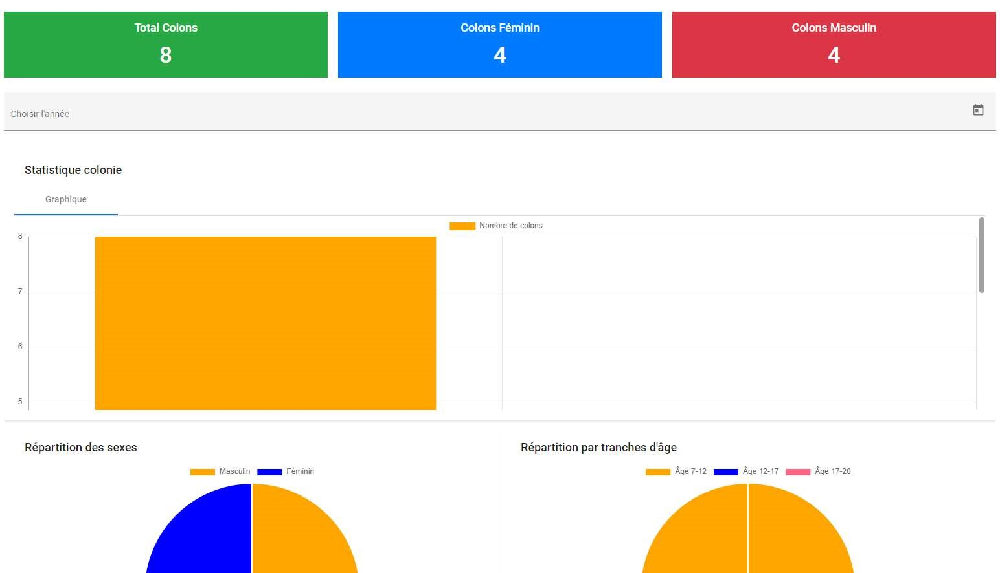 Total Colons
8
Colons Féminin
4
Colons Masculin
4
Choisir l'année
Statistique colonie
Graphique
Nombre de colons
8
7
6
5
Répartition des sexes
Masculin Féminin
Répartition par tranches d'âge
Âge 7-12 Âge 12-17 Âge 17-20